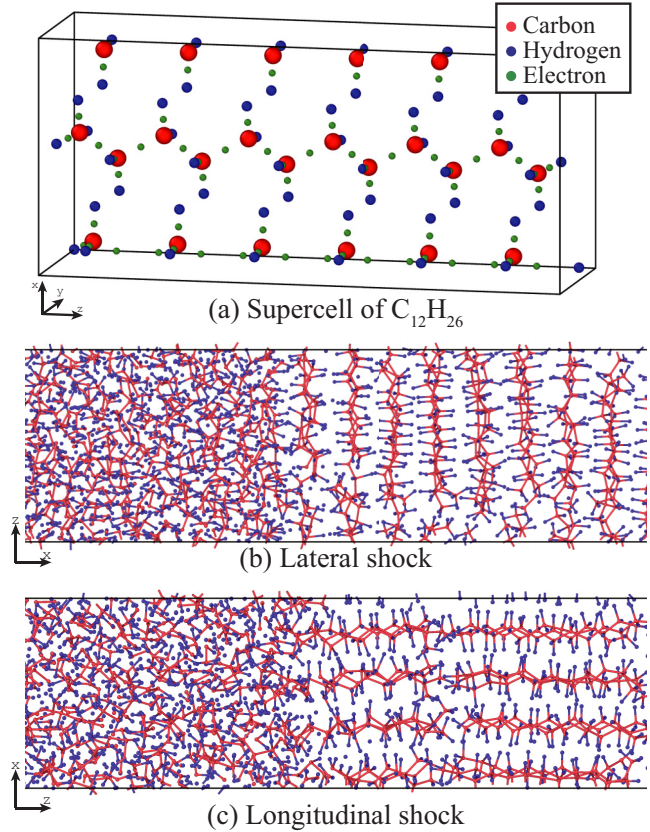 Carbon
Hydrogen
Electron
x
y
z
(a) Supercell of C₁₂H₂₆
z
x
(b) Lateral shock
x
z
(c) Longitudinal shock